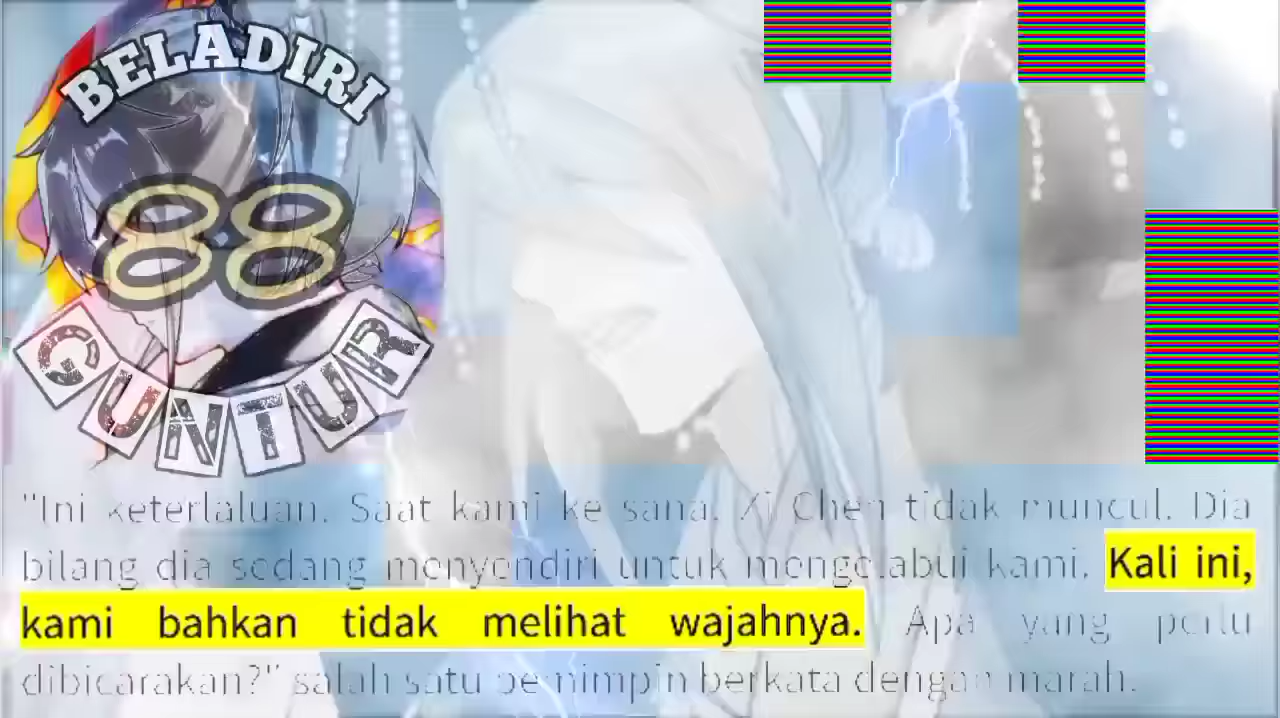 BELADIRI
88
GUNTUR
"Ini keterlaluan. Saat kami ke sana, Xi Chen tidak muncul. Dia
bilang dia sedang menyendiri untuk mengelabui kami. Kali ini,
kami bahkan tidak melihat wajahnya. Apa yang perlu
dibicarakan?" salah satu pemimpin berkata dengan marah.